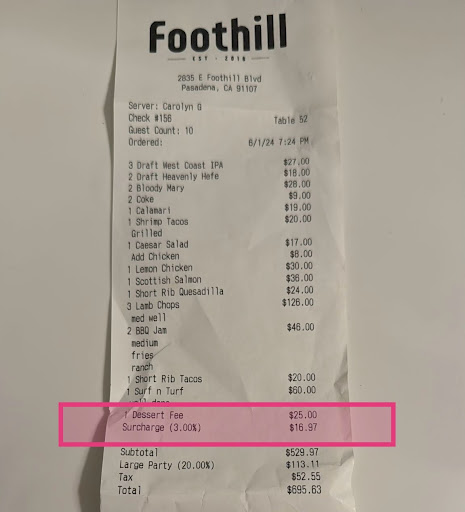 Foothill
EST - 2018
2835 E Foothill Blvd
Pasadena, CA 91107
Server: Carolyn G
Check #156 Table 52
Guest Count: 10
Ordered: 6/1/24 7:24 PM
3 Draft West Coast IPA $27.00
2 Draft Heavenly Hefe $18.00
2 Bloody Mary $28.00
2 Coke $9.00
1 Calamari $19.00
1 Shrimp Tacos $20.00
Grilled
1 Caesar Salad $17.00
Add Chicken $8.00
1 Lemon Chicken $30.00
1 Scottish Salmon $36.00
1 Short Rib Quesadilla $24.00
3 Lamb Chops $126.00
med well
2 BBQ Jam $46.00
medium
fries
ranch
1 Short Rib Tacos $20.00
1 Surf n Turf $60.00
1 Dessert Fee $25.00
Surcharge (3.00%) $16.97
Subtotal $529.97
Large Party (20.00%) $113.11
Tax $52.55
Total $695.63